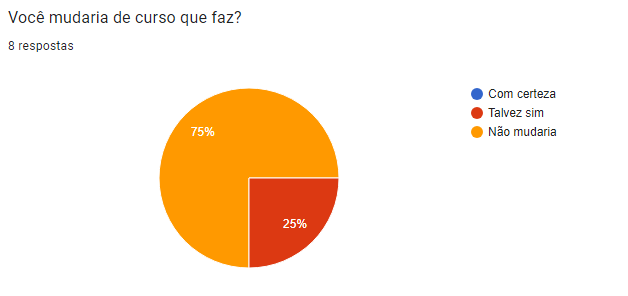 Você mudaria de curso que faz?
8 respostas
Com certeza
Talvez sim
Não mudaria
75%
25%